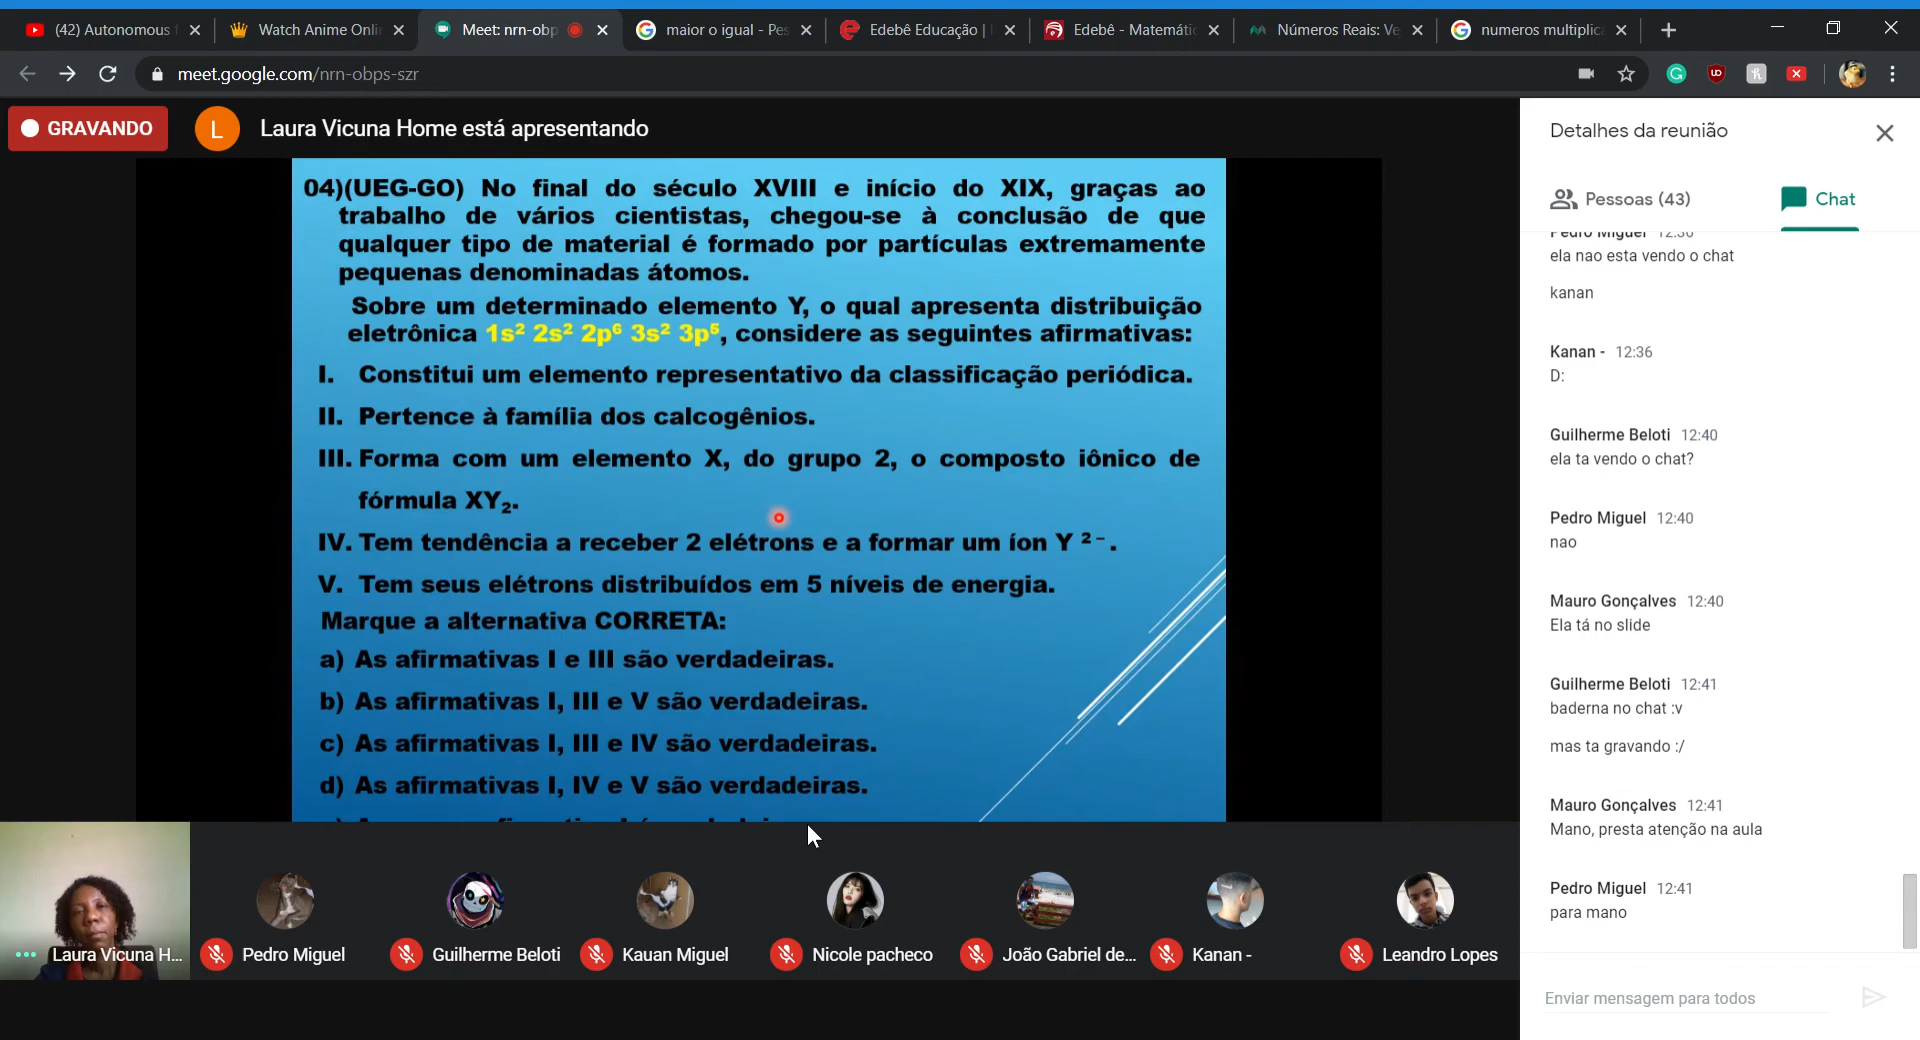 (42) Autonomous
Watch Anime Onli
Meet: nrn-obp
maior o igual - Pes
Edebê Educação |
Edebê - Matemátic
Números Reais: Ve
numeros multiplica
meet.google.com/nrn-obps-szr
GRAVANDO
L
Laura Vicuna Home está apresentando
04)(UEG-GO) No final do século XVIII e início do XIX, graças ao
trabalho de vários cientistas, chegou-se à conclusão de que
qualquer tipo de material é formado por partículas extremamente
pequenas denominadas átomos.
Sobre um determinado elemento Y, o qual apresenta distribuição
eletrônica 1s² 2s² 2p⁶ 3s² 3p⁵, considere as seguintes afirmativas:
I. Constitui um elemento representativo da classificação periódica.
II. Pertence à família dos calcogênios.
III. Forma com um elemento X, do grupo 2, o composto iônico de
fórmula XY₂.
IV. Tem tendência a receber 2 elétrons e a formar um íon Y ²⁻.
V. Tem seus elétrons distribuídos em 5 níveis de energia.
Marque a alternativa CORRETA:
a) As afirmativas I e III são verdadeiras.
b) As afirmativas I, III e V são verdadeiras.
c) As afirmativas I, III e IV são verdadeiras.
d) As afirmativas I, IV e V são verdadeiras.
Laura Vicuna H...
Pedro Miguel
Guilherme Beloti
Kauan Miguel
Nicole pacheco
João Gabriel de...
Kanan -
Leandro Lopes
Detalhes da reunião
Pessoas (43)
Chat
Pedro Miguel 12:36
ela nao esta vendo o chat
kanan
Kanan - 12:36
D:
Guilherme Beloti 12:40
ela ta vendo o chat?
Pedro Miguel 12:40
nao
Mauro Gonçalves 12:40
Ela tá no slide
Guilherme Beloti 12:41
baderna no chat :v
mas ta gravando :/
Mauro Gonçalves 12:41
Mano, presta atenção na aula
Pedro Miguel 12:41
para mano
Enviar mensagem para todos